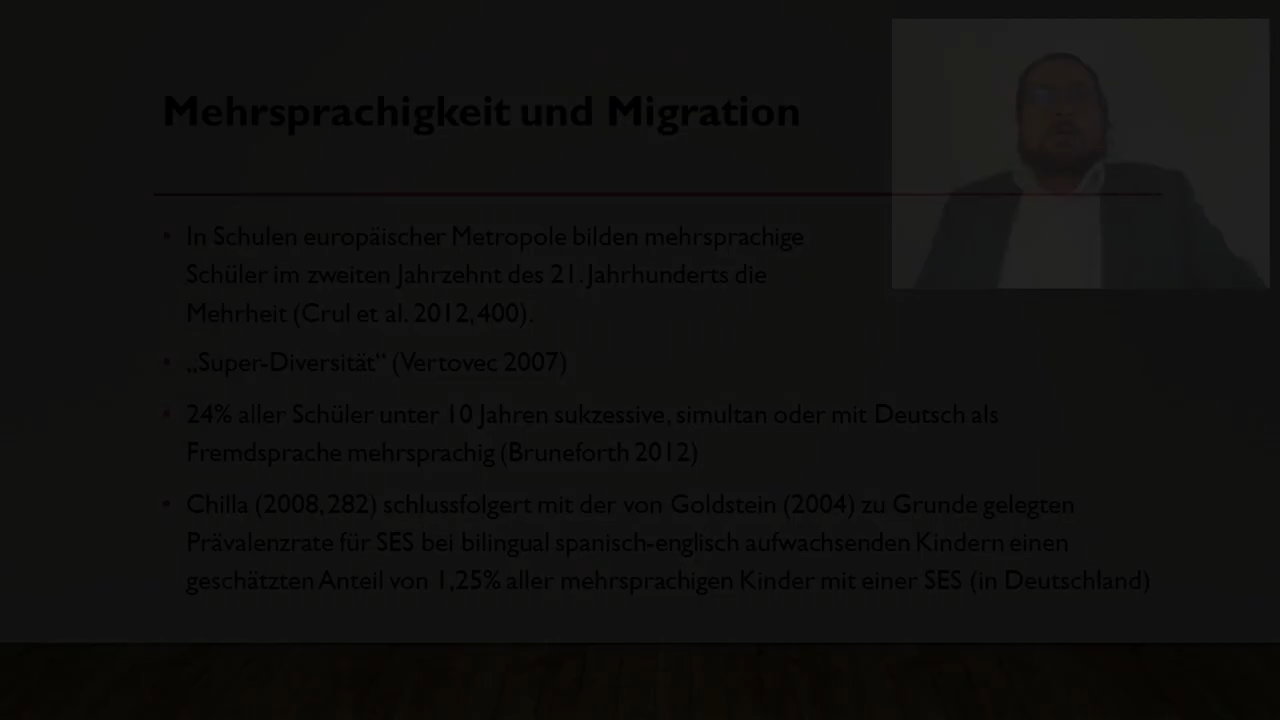 Mehrsprachigkeit und Migration
• In Schulen europäischer Metropole bilden mehrsprachige
Schüler im zweiten Jahrzehnt des 21. Jahrhunderts die
Mehrheit (Crul et al. 2012, 400).
• „Super-Diversität“ (Vertovec 2007)
• 24% aller Schüler unter 10 Jahren sukzessive, simultan oder mit Deutsch als
Fremdsprache mehrsprachig (Bruneforth 2012)
• Chilla (2008, 282) schlussfolgert mit der von Goldstein (2004) zu Grunde gelegten
Prävalenzrate für SES bei bilingual spanisch-englisch aufwachsenden Kindern einen
geschätzten Anteil von 1,25% aller mehrsprachigen Kinder mit einer SES (in Deutschland)